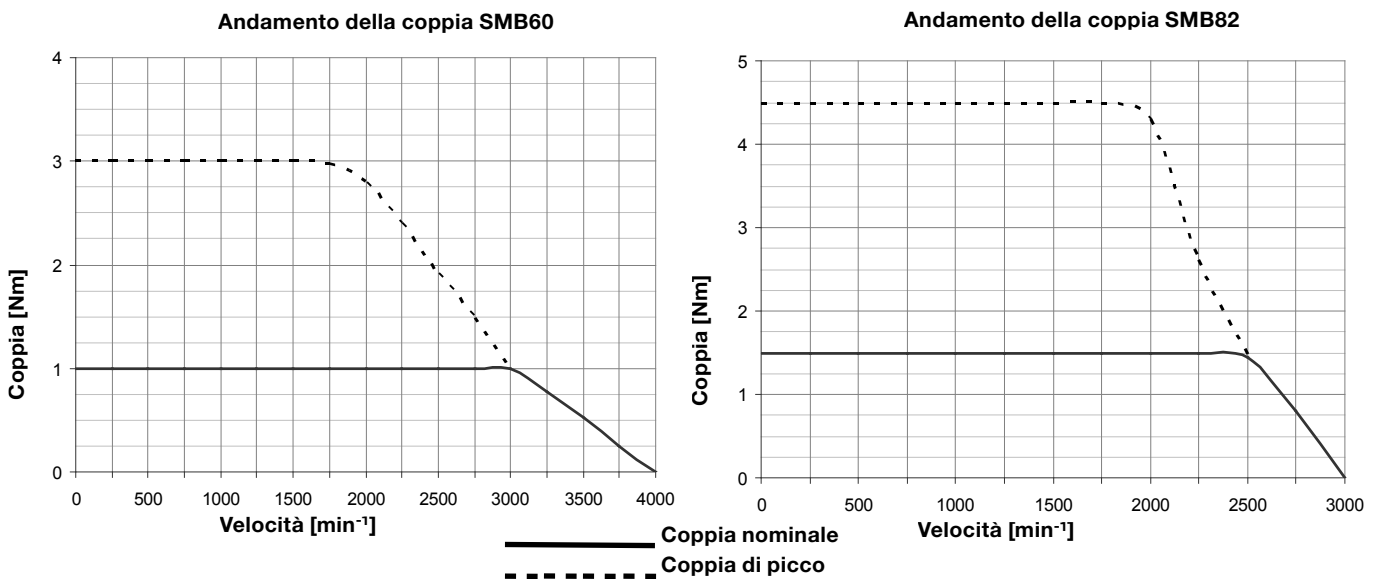 Andamento della coppia SMB60
4
3
2
1
0
Coppia [Nm]
0 500 1000 1500 2000 2500 3000 3500 4000
Velocità [min⁻¹]
Andamento della coppia SMB82
5
4
3
2
1
0
Coppia [Nm]
0 500 1000 1500 2000 2500 3000
Velocità [min⁻¹]
Coppia nominale
Coppia di picco